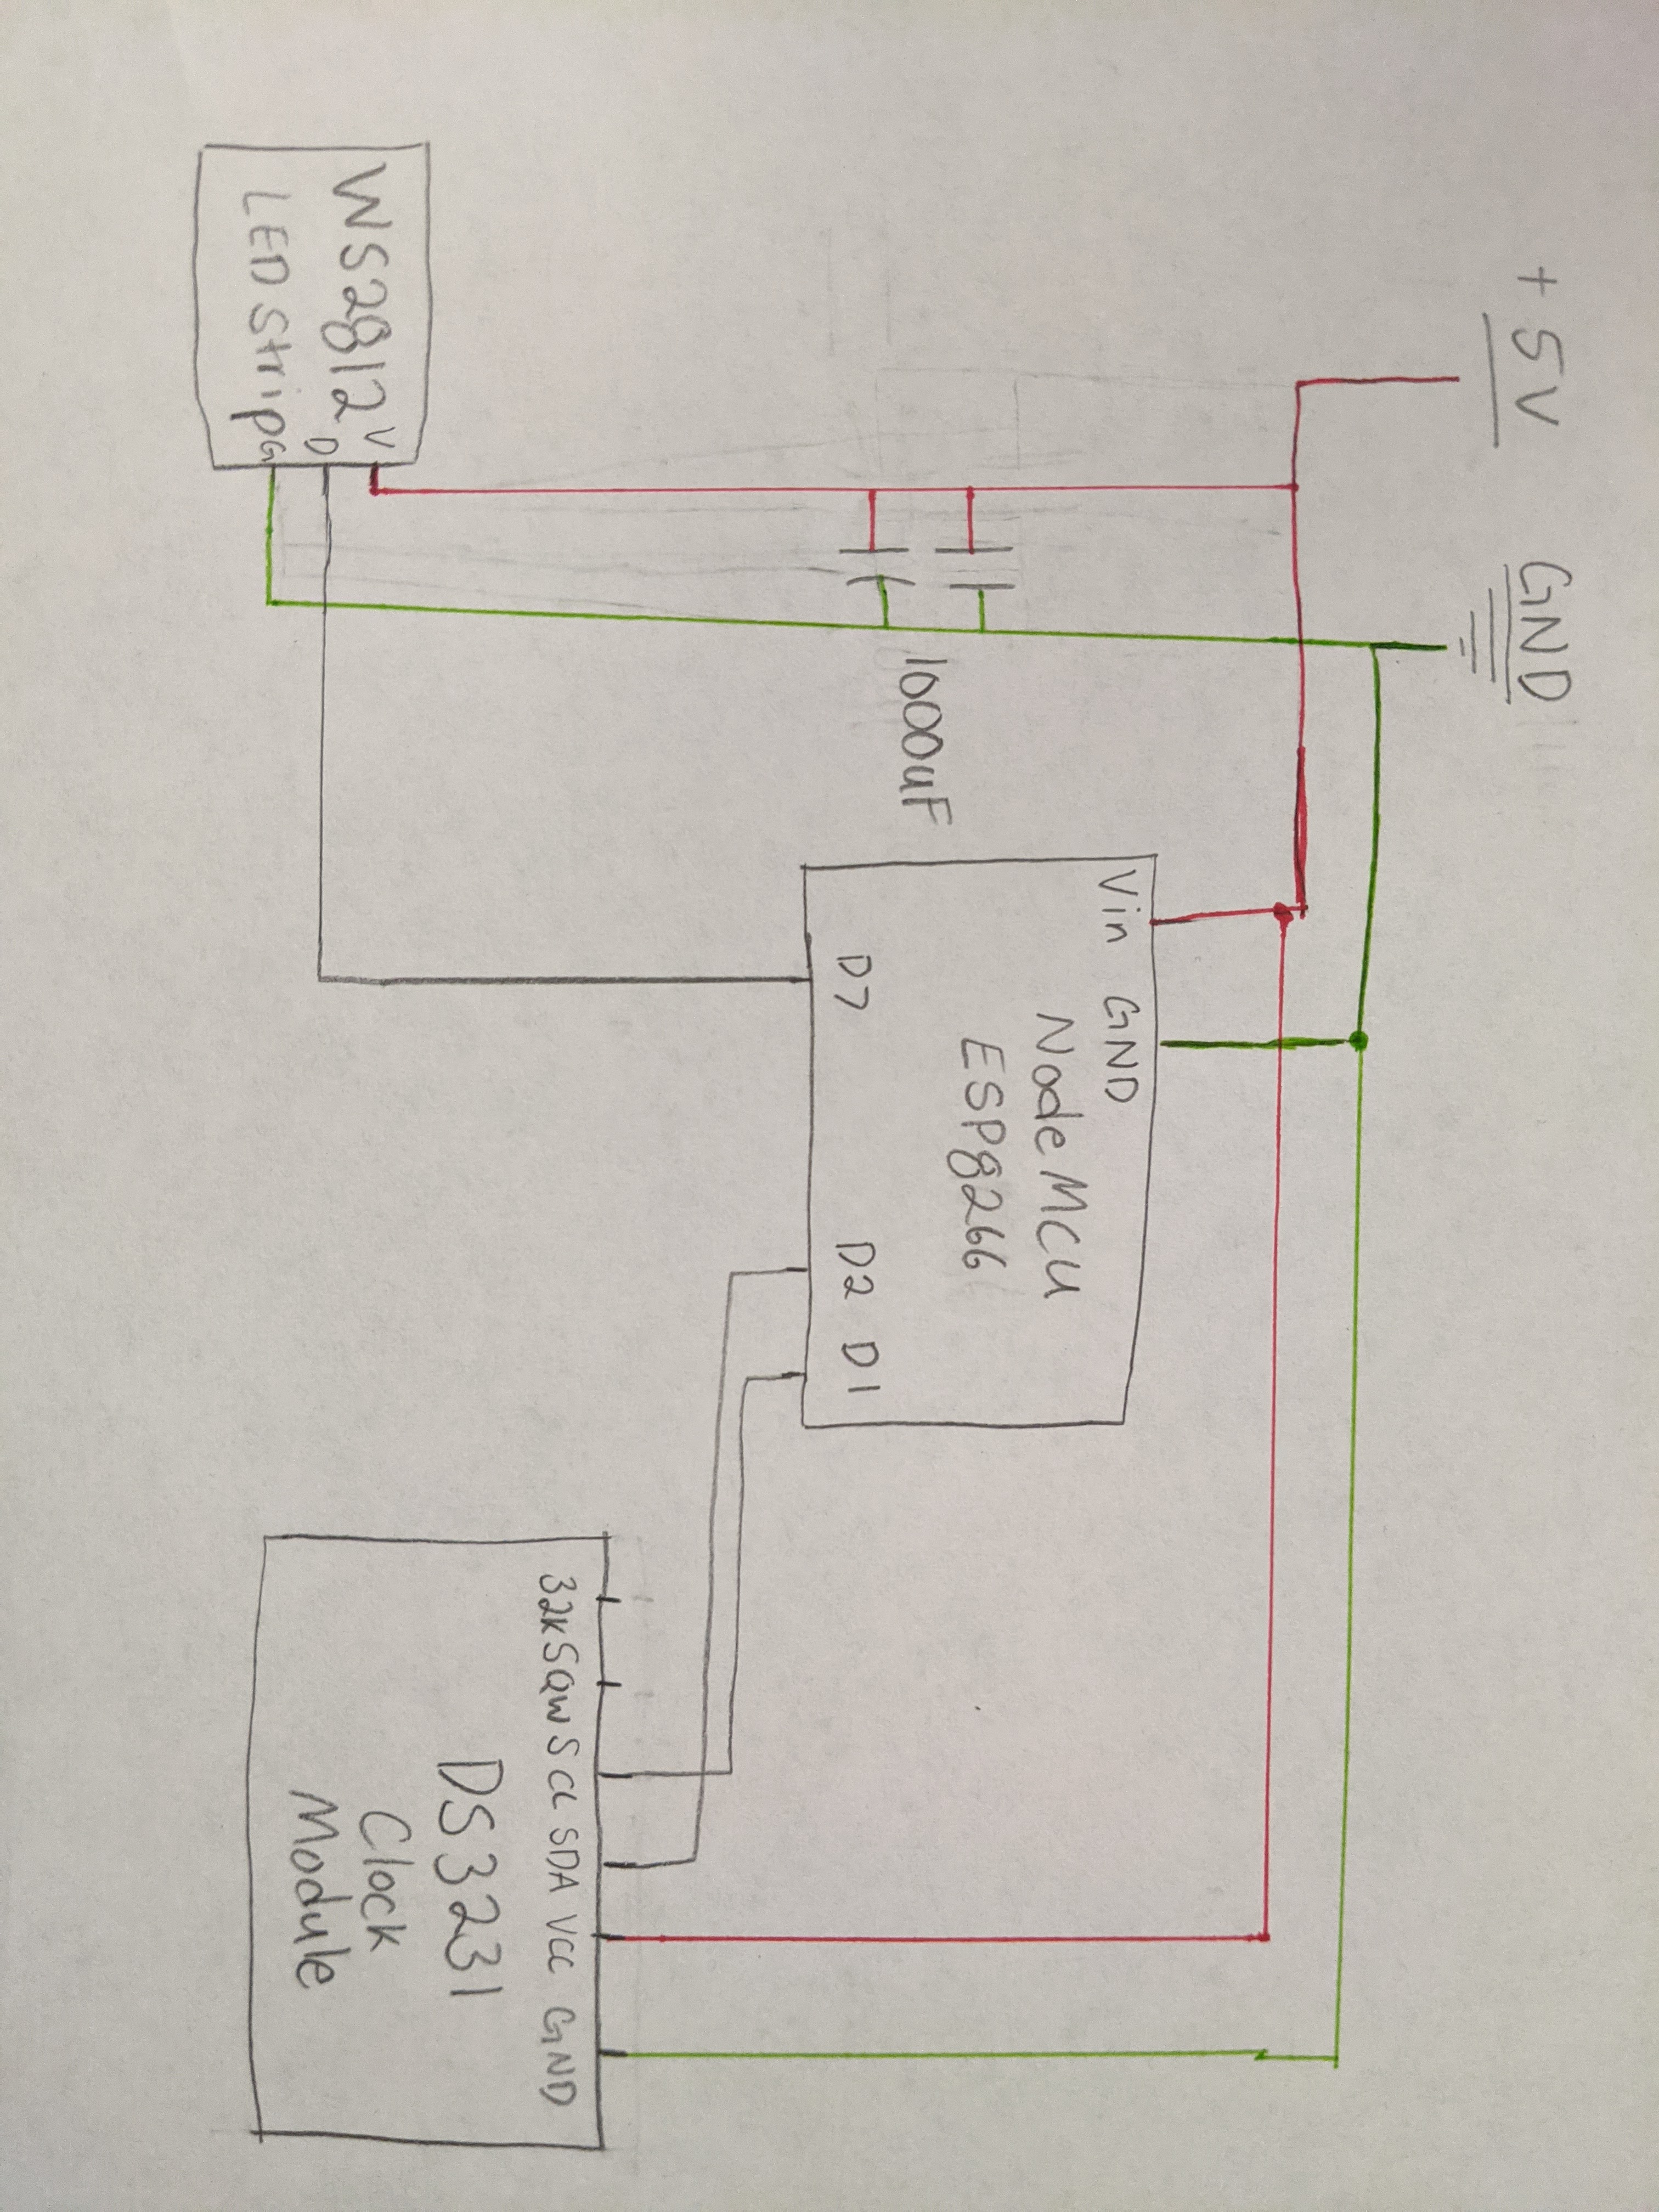 + 5V GND
Vin GND
NodeMCU
ESP8266
1000uF
D7 D2 D1
32K SQW SCL SDA VCC GND
DS3231
Clock
Module
WS2812 V
D
LED Strip G